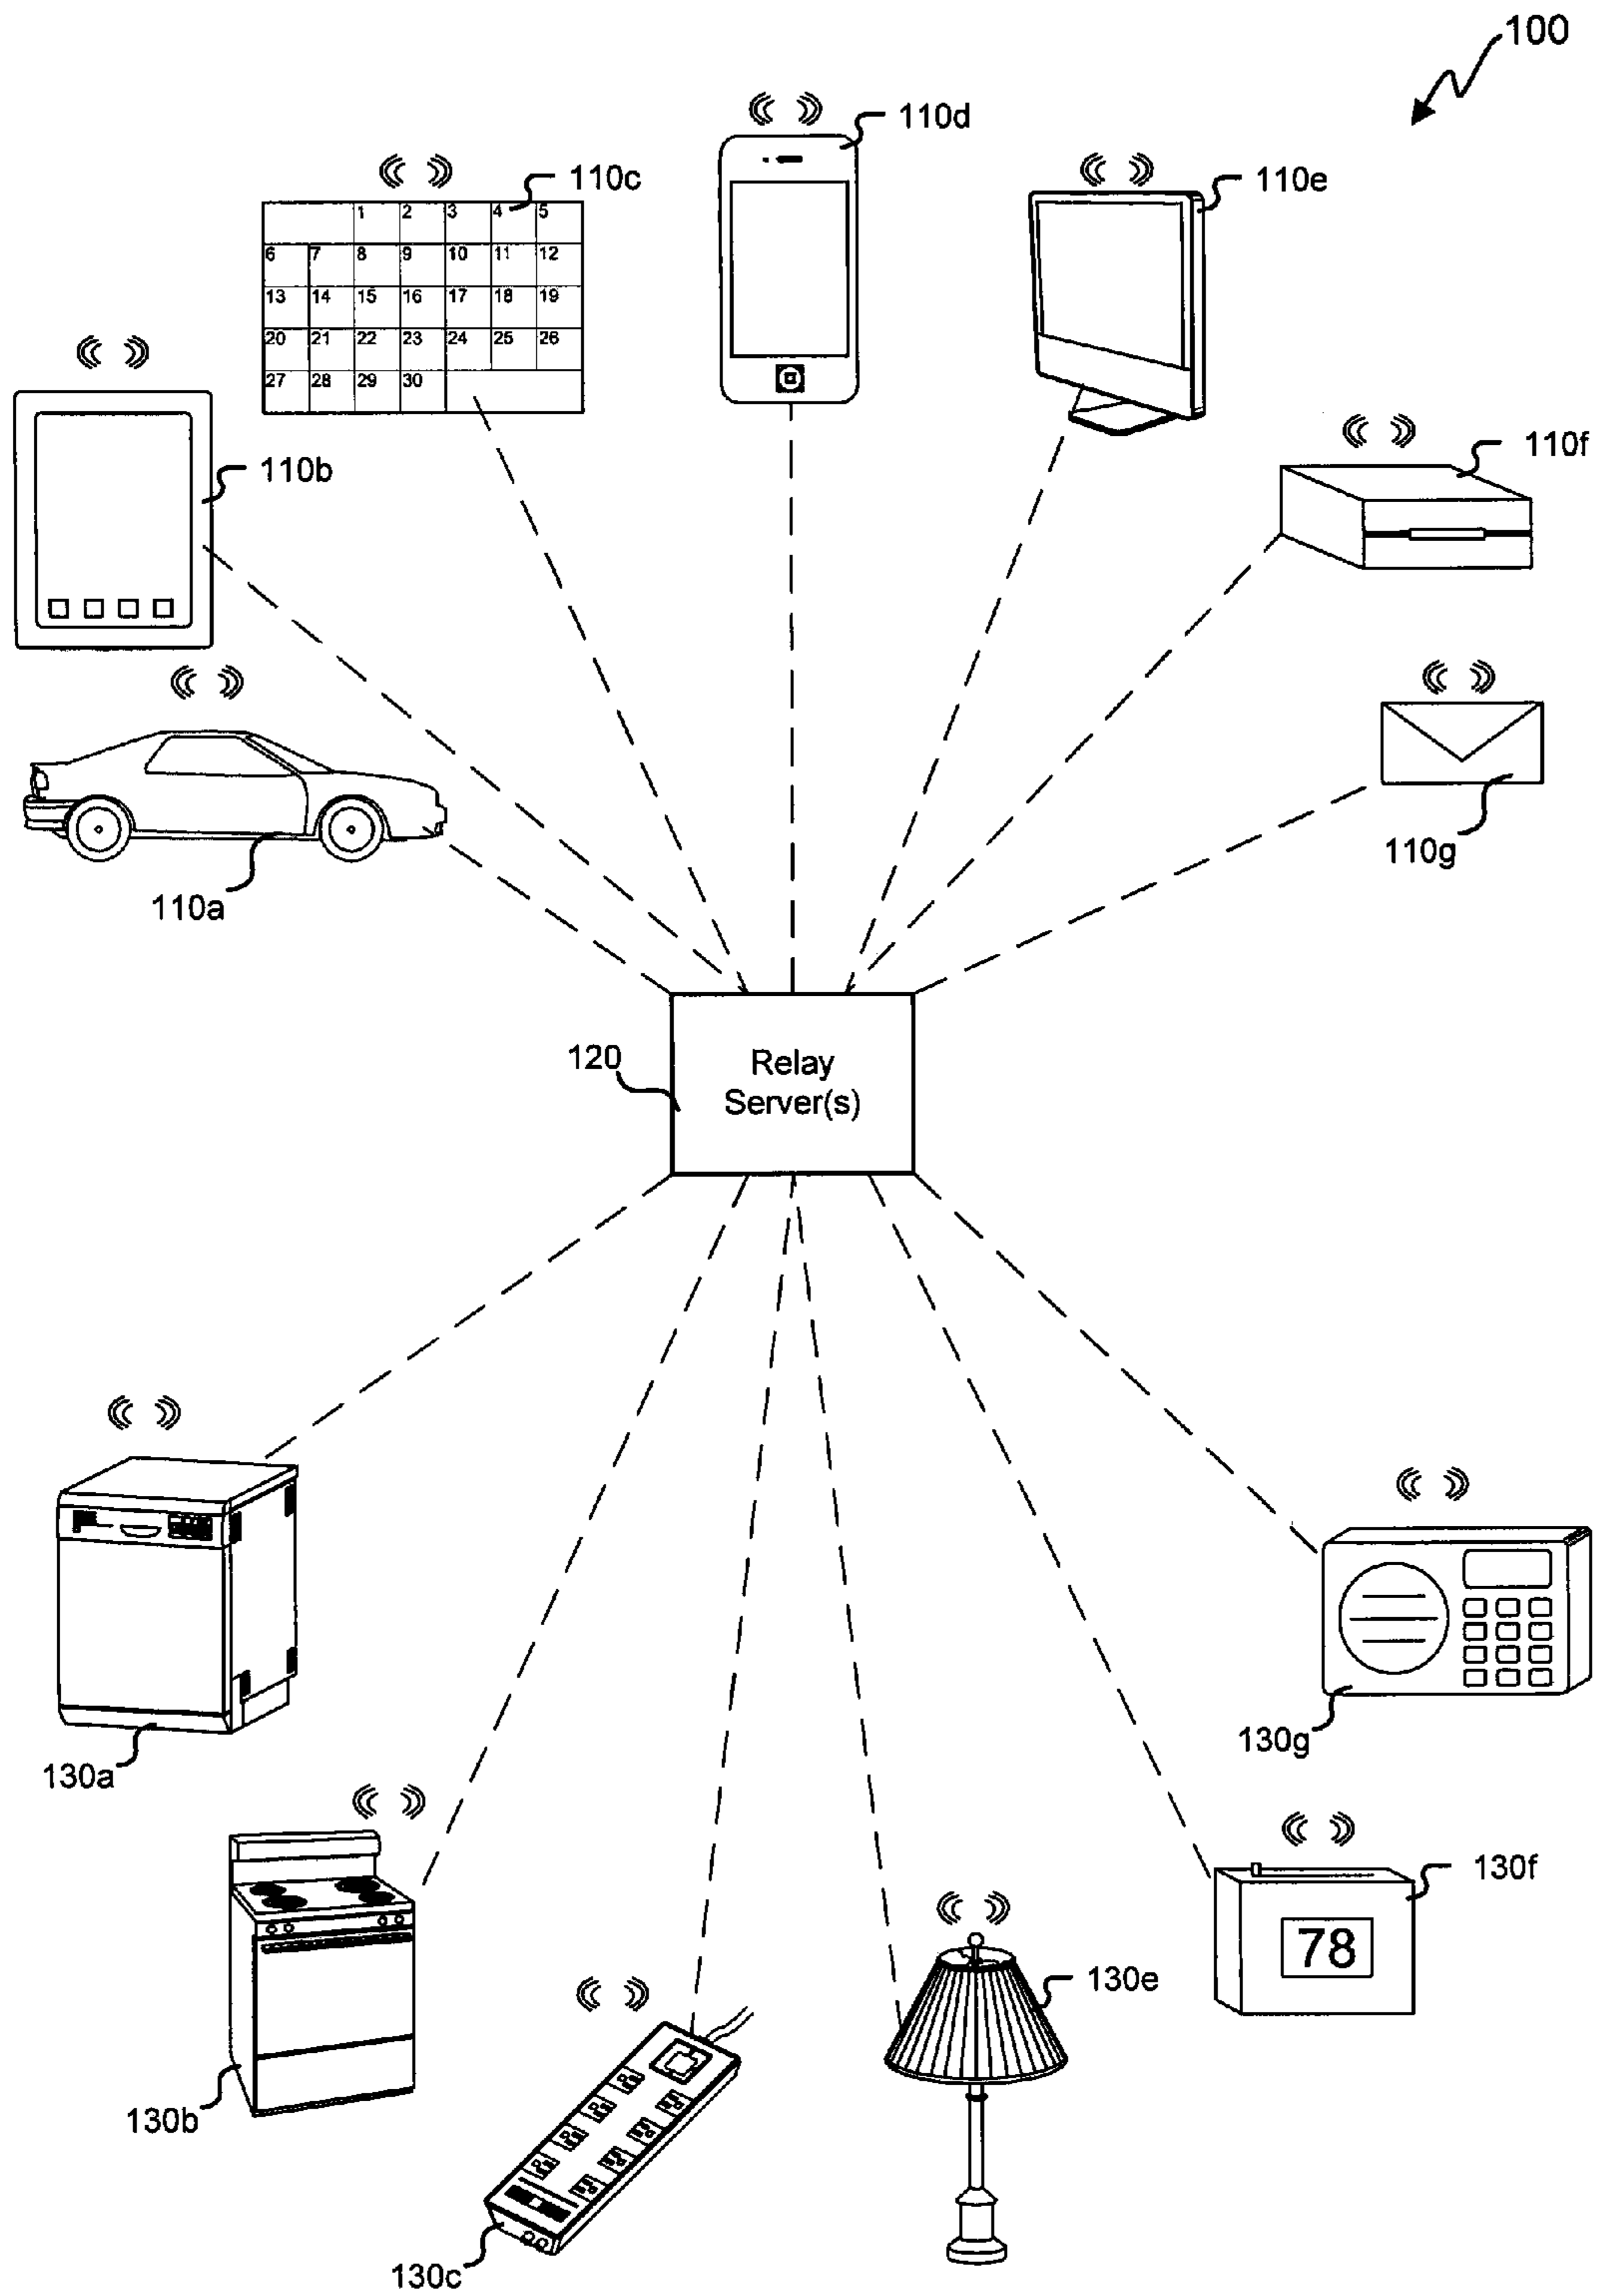 100
110d
110c
110e
1 2 3 4 5
6 7 8 9 10 11 12
13 14 15 16 17 18 19
20 21 22 23 24 25 26
27 28 29 30
110b
110f
110g
110a
120
Relay
Server(s)
130g
130a
130f
78
130e
130b
130c